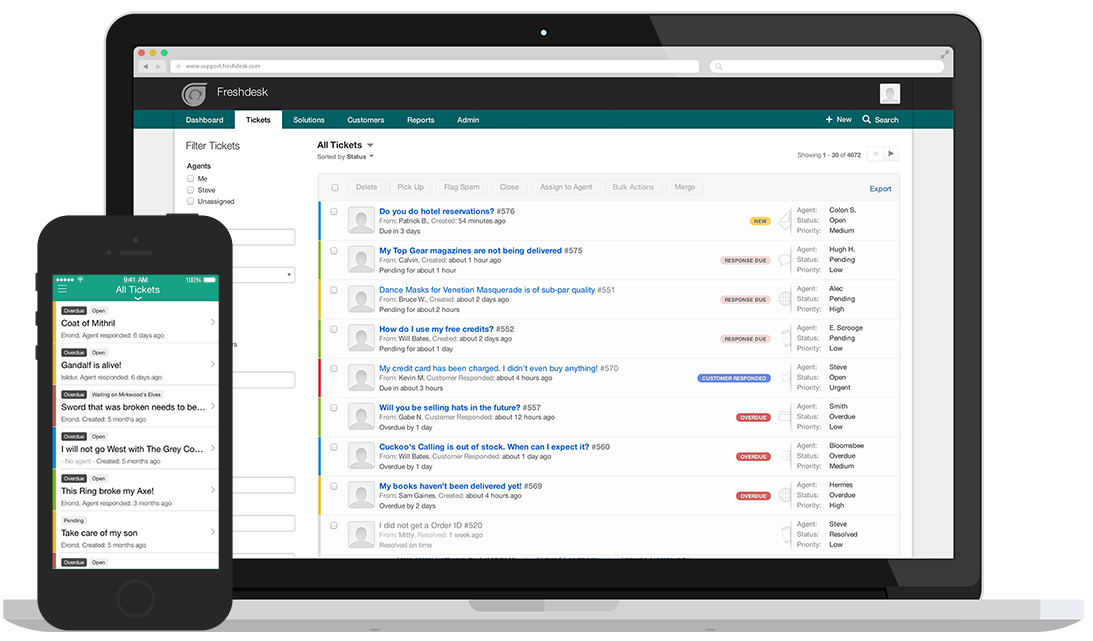 www.support.freshdesk.com
Freshdesk
Dashboard Tickets Solutions Customers Reports Admin + New Search
Filter Tickets
Agents
Me
Steve
Unassigned
All Tickets
Sorted by Status
Showing 1 - 30 of 4672
Delete Pick Up Flag Spam Close Assign to Agent Bulk Actions Merge Export
Do you do hotel reservations? #576
From: Patrick B., Created: 54 minutes ago
Due in 3 days
NEW
Agent: Colon S.
Status: Open
Priority: Medium
My Top Gear magazines are not being delivered #575
From: Calvin, Created: about 1 hour ago
Pending for about 1 hour
RESPONSE DUE
Agent: Hugh H.
Status: Pending
Priority: Low
Dance Masks for Venetian Masquerade is of sub-par quality #551
From: Bruce W., Created: about 2 days ago
Pending for about 2 hours
RESPONSE DUE
Agent: Alec
Status: Pending
Priority: High
How do I use my free credits? #552
From: Will Bates, Created: about 2 days ago
Pending for about 1 day
RESPONSE DUE
Agent: E. Scrooge
Status: Pending
Priority: Low
My credit card has been charged. I didn't even buy anything! #570
From: Kevin M, Customer Responded: about 4 hours ago
Due in about 3 hours
CUSTOMER RESPONDED
Agent: Steve
Status: Open
Priority: Urgent
Will you be selling hats in the future? #557
From: Gabe N, Customer Responded: about 12 hours ago
Overdue by 1 day
OVERDUE
Agent: Smith
Status: Overdue
Priority: Low
Cuckoo's Calling is out of stock. When can I expect it? #560
From: Will Bates, Customer Responded: about 1 day ago
Overdue by 1 day
OVERDUE
Agent: Bloomsbee
Status: Overdue
Priority: Medium
My books haven't been delivered yet! #569
From: Sam Gaines, Created: about 4 hours ago
Overdue by 2 days
OVERDUE
Agent: Hermes
Status: Overdue
Priority: High
I did not get a Order ID #520
From: Mitty, Resolved: 1 week ago
Resolved on time
Agent: Steve
Status: Resolved
Priority: Low
9:41 AM 100%
All Tickets
Overdue Open
Coat of Mithril
Elrond, Agent responded: 6 days ago
Overdue Open
Gandalf is alive!
Isildur, Agent responded: 6 days ago
Overdue Waiting on Mirkwood's Elves
Sword that was broken needs to be...
Elrond, Created: 5 months ago
Overdue Open
I will not go West with The Grey Co...
- No agent - Created: 5 months ago
Overdue Open
This Ring broke my Axe!
Elrond, Agent responded: 3 months ago
Pending
Take care of my son
Elrond, Created: 5 months ago
Overdue Open